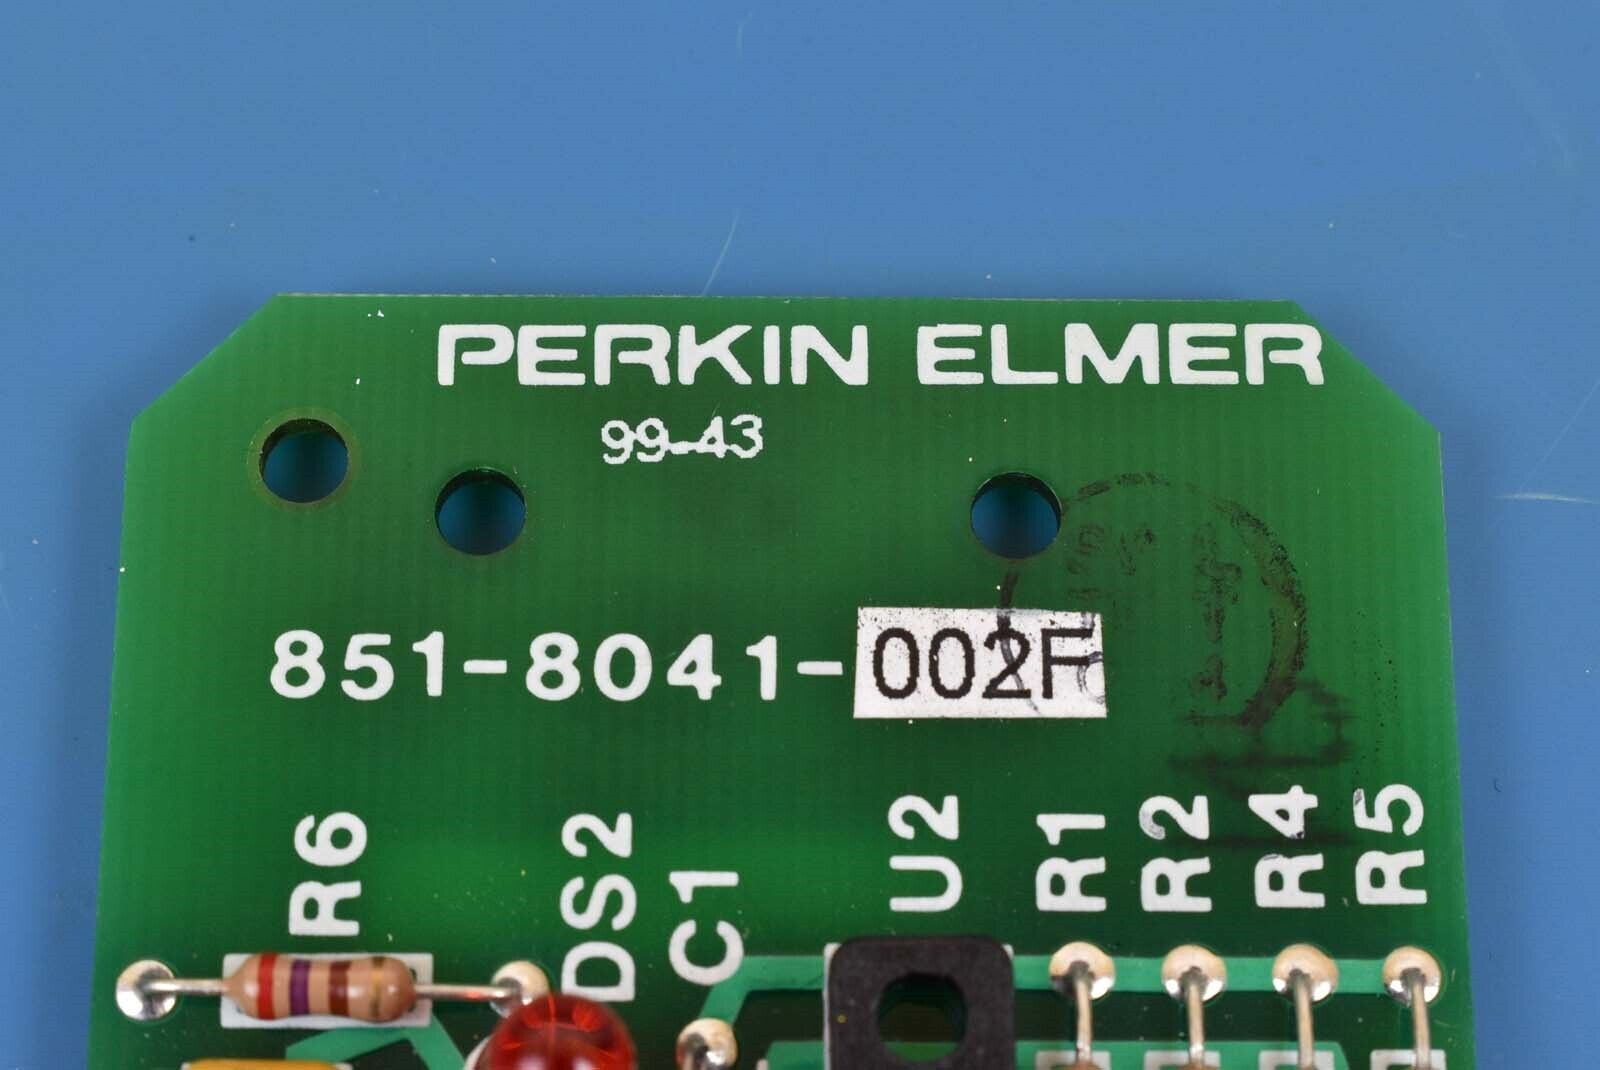 PERKIN ELMER
99-43
851-8041-002F
R6
DS2
C1
U2
R1
R2
R4
R5